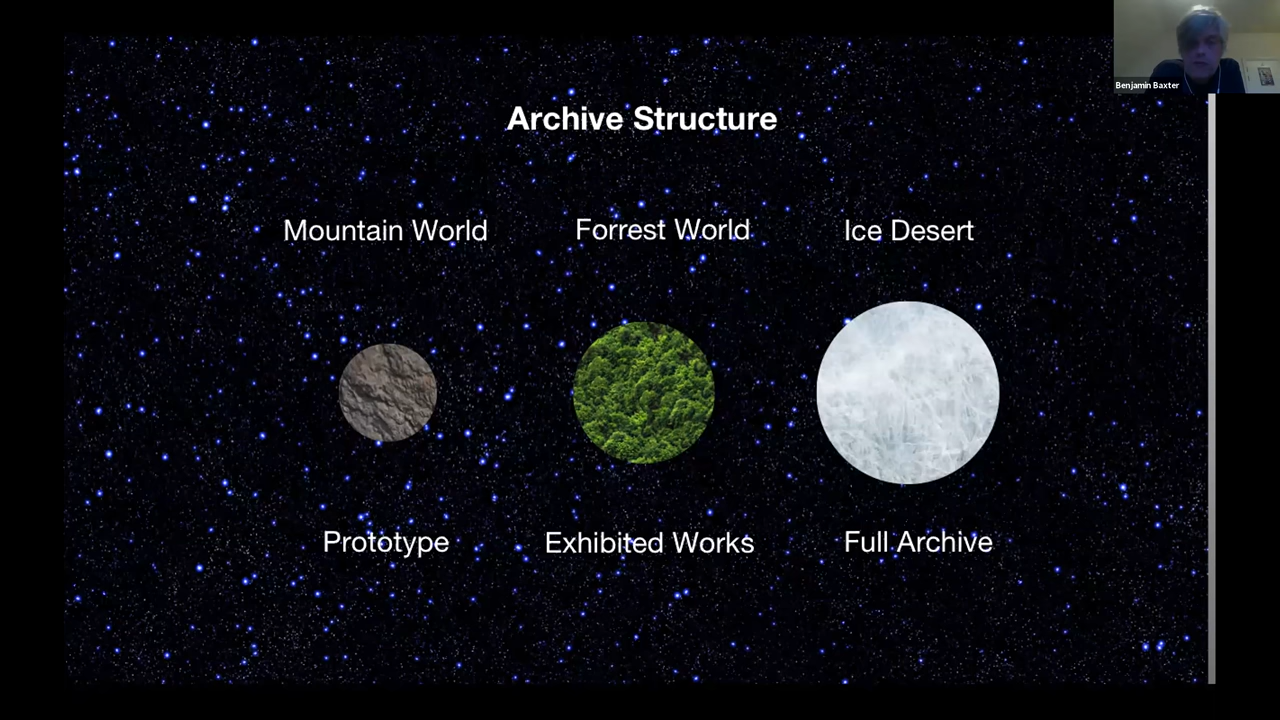 Benjamin Baxter
Archive Structure
Mountain World
Forrest World
Ice Desert
Prototype
Exhibited Works
Full Archive